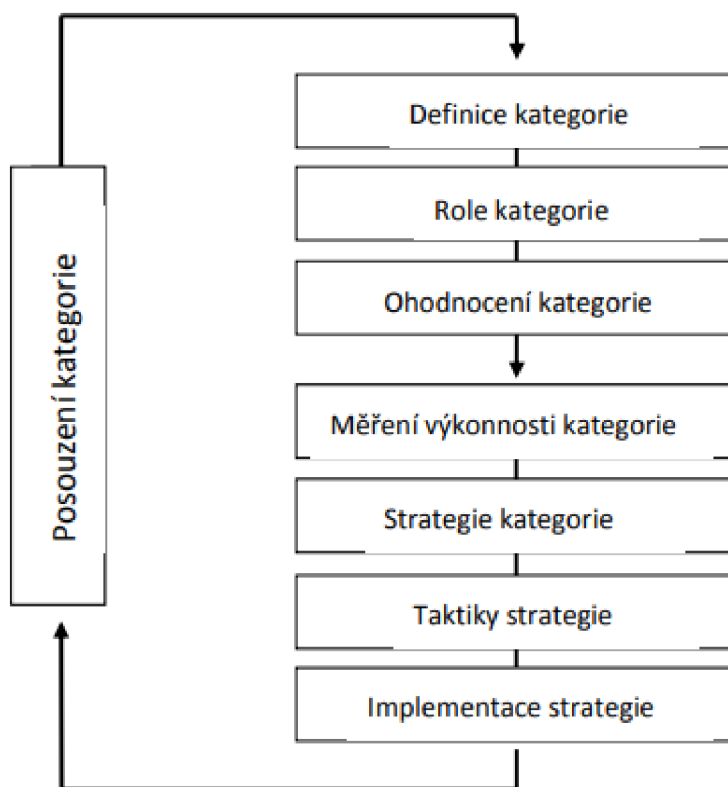 Definice kategorie
Role kategorie
Ohodnocení kategorie
Měření výkonnosti kategorie
Strategie kategorie
Taktiky strategie
Implementace strategie
Posouzení kategorie